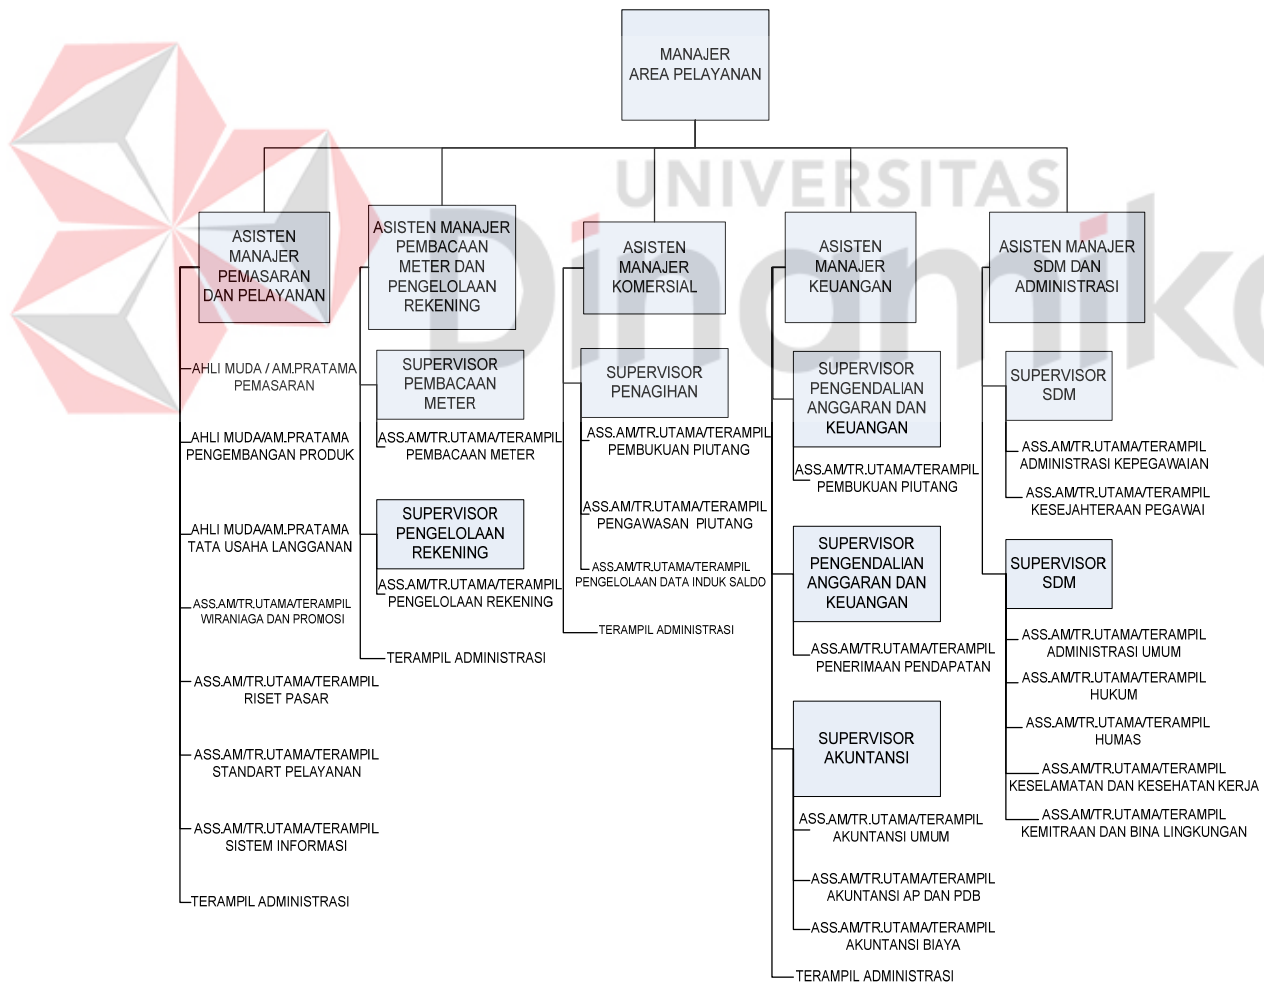 MANAJER
AREA PELAYANAN
UNIVERSITAS
Dinamika
ASISTEN
MANAJER
PEMASARAN
DAN PELAYANAN
AHLI MUDA / AM.PRATAMA
PEMASARAN
AHLI MUDA/AM.PRATAMA
PENGEMBANGAN PRODUK
AHLI MUDA/AM.PRATAMA
TATA USAHA LANGGANAN
ASS.AM/TR.UTAMA/TERAMPIL
WIRANIAGA DAN PROMOSI
ASS.AM/TR.UTAMA/TERAMPIL
RISET PASAR
ASS.AM/TR.UTAMA/TERAMPIL
STANDART PELAYANAN
ASS.AM/TR.UTAMA/TERAMPIL
SISTEM INFORMASI
TERAMPIL ADMINISTRASI
ASISTEN MANAJER
PEMBACAAN
METER DAN
PENGELOLAAN
REKENING
SUPERVISOR
PEMBACAAN
METER
ASS.AM/TR.UTAMA/TERAMPIL
PEMBACAAN METER
SUPERVISOR
PENGELOLAAN
REKENING
ASS.AM/TR.UTAMA/TERAMPIL
PENGELOLAAN REKENING
TERAMPIL ADMINISTRASI
ASISTEN
MANAJER
KOMERSIAL
SUPERVISOR
PENAGIHAN
ASS.AM/TR.UTAMA/TERAMPIL
PEMBUKUAN PIUTANG
ASS.AM/TR.UTAMA/TERAMPIL
PENGAWASAN PIUTANG
ASS.AM/TR.UTAMA/TERAMPIL
PENGELOLAAN DATA INDUK SALDO
TERAMPIL ADMINISTRASI
ASISTEN
MANAJER
KEUANGAN
SUPERVISOR
PENGENDALIAN
ANGGARAN DAN
KEUANGAN
ASS.AM/TR.UTAMA/TERAMPIL
PEMBUKUAN PIUTANG
SUPERVISOR
PENGENDALIAN
ANGGARAN DAN
KEUANGAN
ASS.AM/TR.UTAMA/TERAMPIL
PENERIMAAN PENDAPATAN
SUPERVISOR
AKUNTANSI
ASS.AM/TR.UTAMA/TERAMPIL
AKUNTANSI UMUM
ASS.AM/TR.UTAMA/TERAMPIL
AKUNTANSI AP DAN PDB
ASS.AM/TR.UTAMA/TERAMPIL
AKUNTANSI BIAYA
TERAMPIL ADMINISTRASI
ASISTEN MANAJER
SDM DAN
ADMINISTRASI
SUPERVISOR
SDM
ASS.AM/TR.UTAMA/TERAMPIL
ADMINISTRASI KEPEGAWAIAN
ASS.AM/TR.UTAMA/TERAMPIL
KESEJAHTERAAN PEGAWAI
SUPERVISOR
SDM
ASS.AM/TR.UTAMA/TERAMPIL
ADMINISTRASI UMUM
ASS.AM/TR.UTAMA/TERAMPIL
HUKUM
ASS.AM/TR.UTAMA/TERAMPIL
HUMAS
ASS.AM/TR.UTAMA/TERAMPIL
KESELAMATAN DAN KESEHATAN KERJA
ASS.AM/TR.UTAMA/TERAMPIL
KEMITRAAN DAN BINA LINGKUNGAN